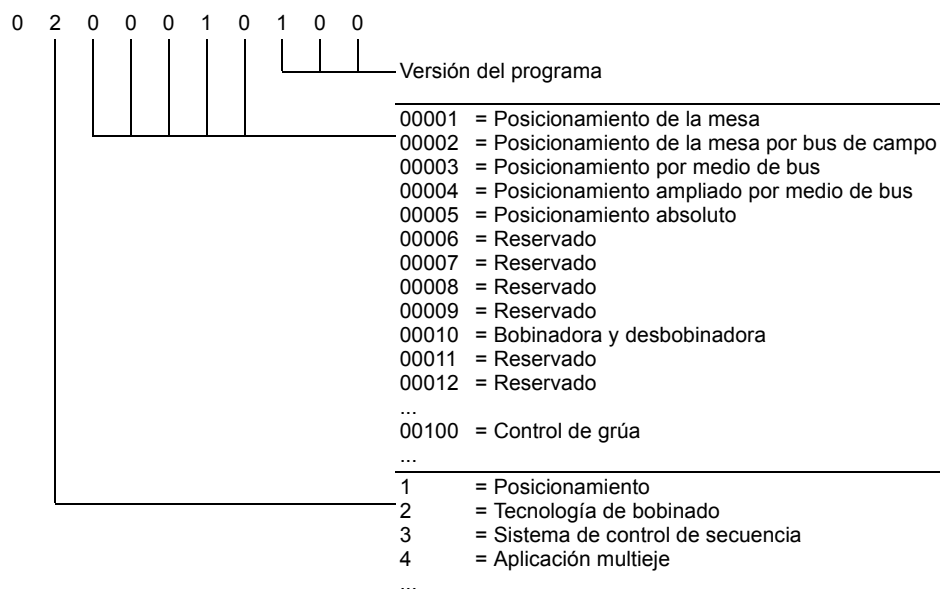 0 2 0 0 0 1 0 1 0 0
Versión del programa
00001 = Posicionamiento de la mesa
00002 = Posicionamiento de la mesa por bus de campo
00003 = Posicionamiento por medio de bus
00004 = Posicionamiento ampliado por medio de bus
00005 = Posicionamiento absoluto
00006 = Reservado
00007 = Reservado
00008 = Reservado
00009 = Reservado
00010 = Bobinadora y desbobinadora
00011 = Reservado
00012 = Reservado
...
00100 = Control de grúa
...
1 = Posicionamiento
2 = Tecnología de bobinado
3 = Sistema de control de secuencia
4 = Aplicación multieje
...